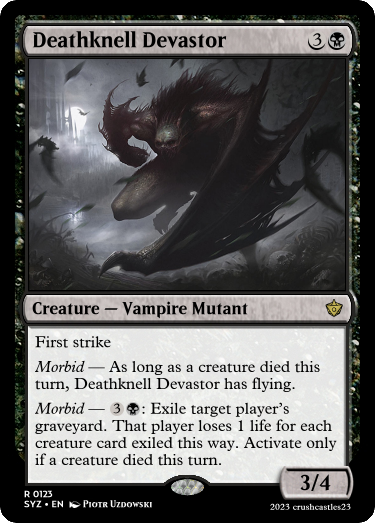 Deathknell Devastor 3
Creature — Vampire Mutant
First strike
Morbid — As long as a creature died this
turn, Deathknell Devastor has flying.
Morbid — 3 : Exile target player's
graveyard. That player loses 1 life for each
creature card exiled this way. Activate only
if a creature died this turn.
3/4
R 0123
SYZ • EN Piotr Uzdowski
2023 crushcastles23